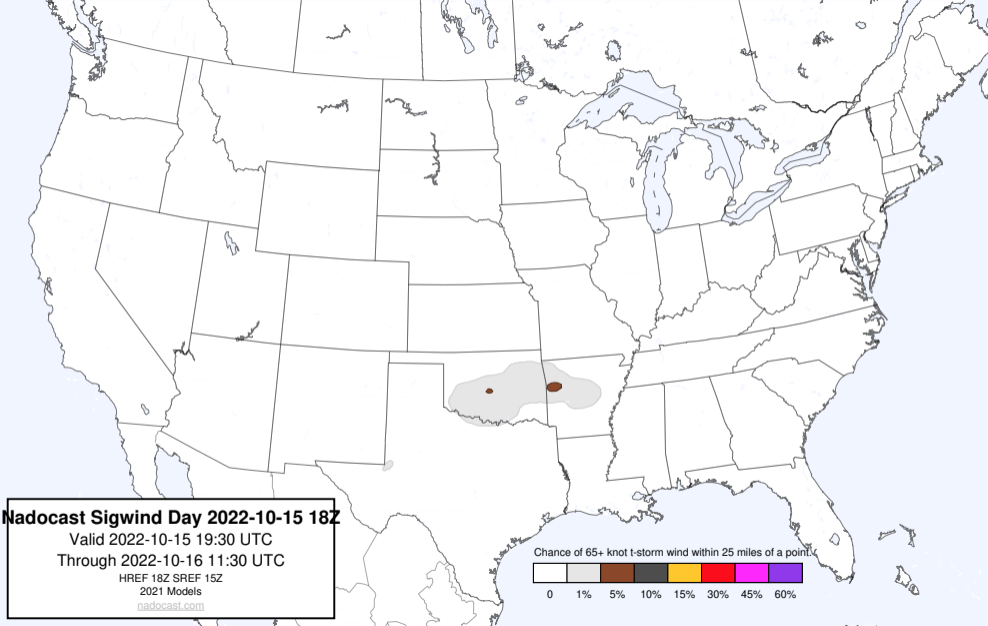 Nadocast Sigwind Day 2022-10-15 18Z
Valid 2022-10-15 19:30 UTC
Through 2022-10-16 11:30 UTC
HREF 18Z SREF 15Z
2021 Models
nadocast.com
Chance of 65+ knot t-storm wind within 25 miles of a point.
0 1% 5% 10% 15% 30% 45% 60%